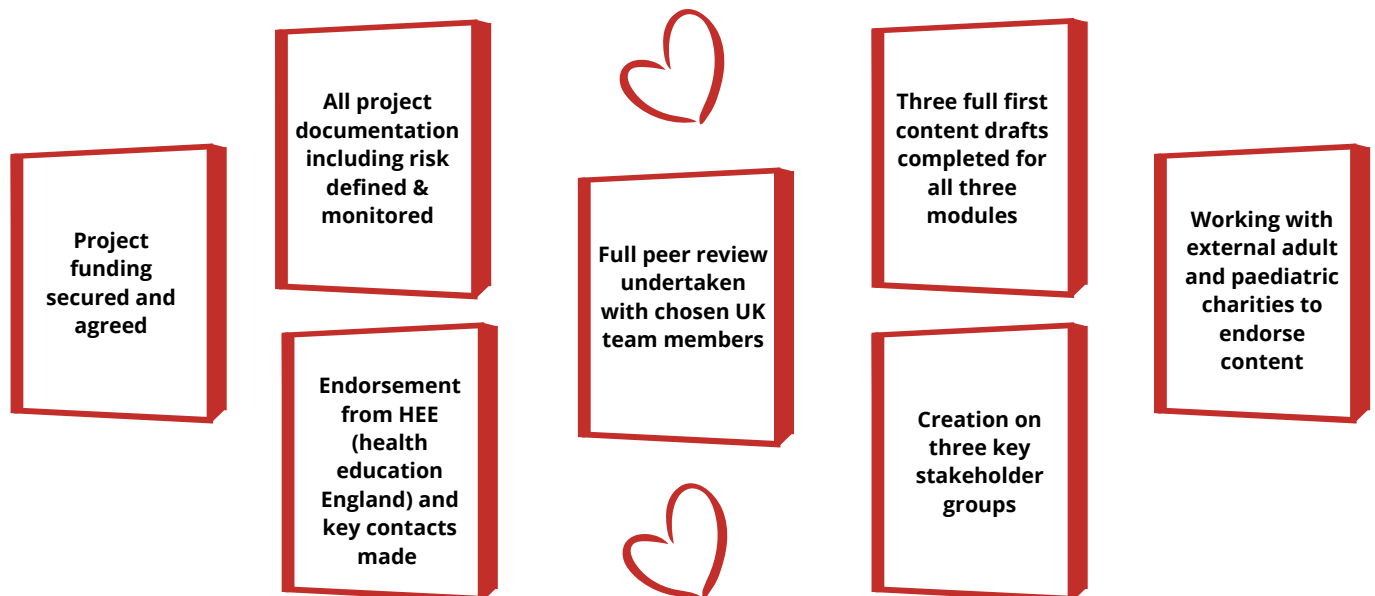 Project
funding
secured and
agreed
All project
documentation
including risk
defined &
monitored
Endorsement
from HEE
(health
education
England) and
key contacts
made
Full peer review
undertaken
with chosen UK
team members
Three full first
content drafts
completed for
all three
modules
Creation on
three key
stakeholder
groups
Working with
external adult
and paediatric
charities to
endorse
content